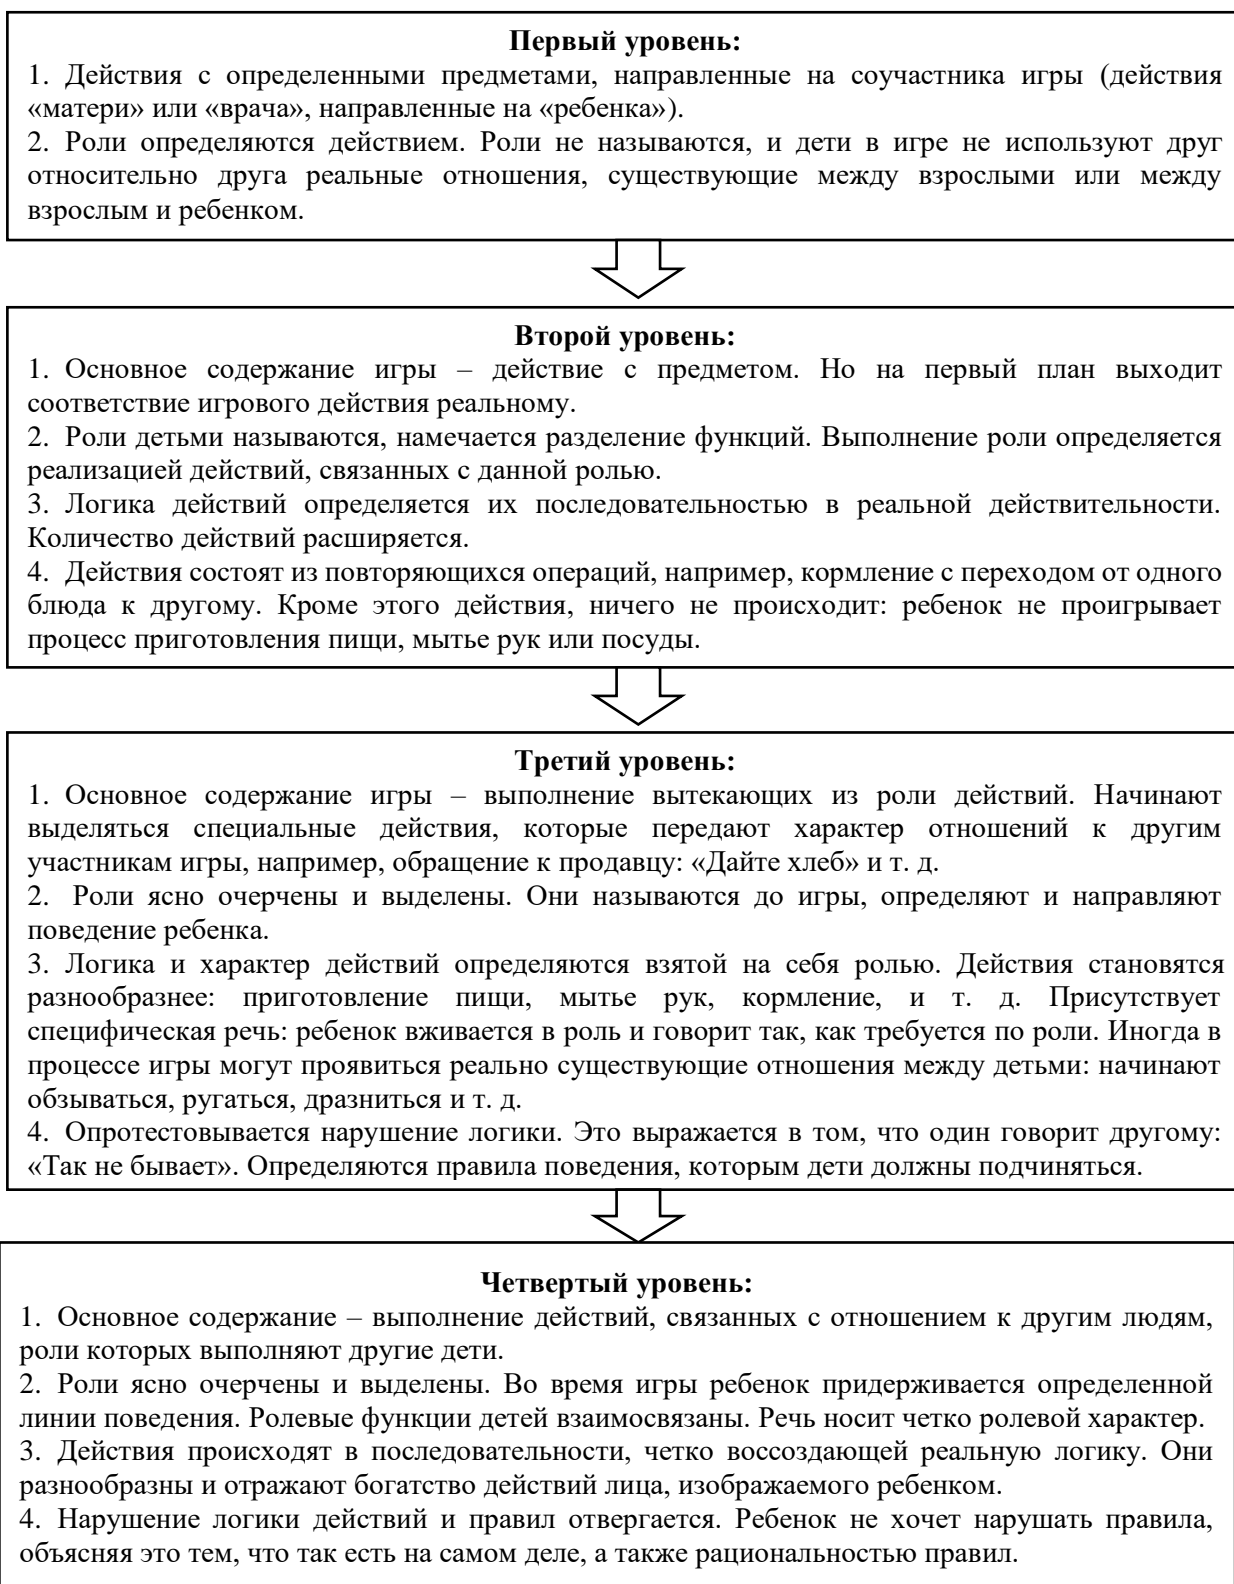 Первый уровень:
1. Действия с определенными предметами, направленные на соучастника игры (действия
«матери» или «врача», направленные на «ребенка»).
2. Роли определяются действием. Роли не называются, и дети в игре не используют друг
относительно друга реальные отношения, существующие между взрослыми или между
взрослым и ребенком.
Второй уровень:
1. Основное содержание игры – действие с предметом. Но на первый план выходит
соответствие игрового действия реальному.
2. Роли детьми называются, намечается разделение функций. Выполнение роли определяется
реализацией действий, связанных с данной ролью.
3. Логика действий определяется их последовательностью в реальной действительности.
Количество действий расширяется.
4. Действия состоят из повторяющихся операций, например, кормление с переходом от одного
блюда к другому. Кроме этого действия, ничего не происходит: ребенок не проигрывает
процесс приготовления пищи, мытье рук или посуды.
Третий уровень:
1. Основное содержание игры – выполнение вытекающих из роли действий. Начинают
выделяться специальные действия, которые передают характер отношений к другим
участникам игры, например, обращение к продавцу: «Дайте хлеб» и т. д.
2. Роли ясно очерчены и выделены. Они называются до игры, определяют и направляют
поведение ребенка.
3. Логика и характер действий определяются взятой на себя ролью. Действия становятся
разнообразнее: приготовление пищи, мытье рук, кормление, и т. д. Присутствует
специфическая речь: ребенок вживается в роль и говорит так, как требуется по роли. Иногда в
процессе игры могут проявиться реально существующие отношения между детьми: начинают
обзываться, ругаться, дразниться и т. д.
4. Опротестовывается нарушение логики. Это выражается в том, что один говорит другому:
«Так не бывает». Определяются правила поведения, которым дети должны подчиняться.
Четвертый уровень:
1. Основное содержание – выполнение действий, связанных с отношением к другим людям,
роли которых выполняют другие дети.
2. Роли ясно очерчены и выделены. Во время игры ребенок придерживается определенной
линии поведения. Ролевые функции детей взаимосвязаны. Речь носит четко ролевой характер.
3. Действия происходят в последовательности, четко воссоздающей реальную логику. Они
разнообразны и отражают богатство действий лица, изображаемого ребенком.
4. Нарушение логики действий и правил отвергается. Ребенок не хочет нарушать правила,
объясняя это тем, что так есть на самом деле, а также рациональностью правил.